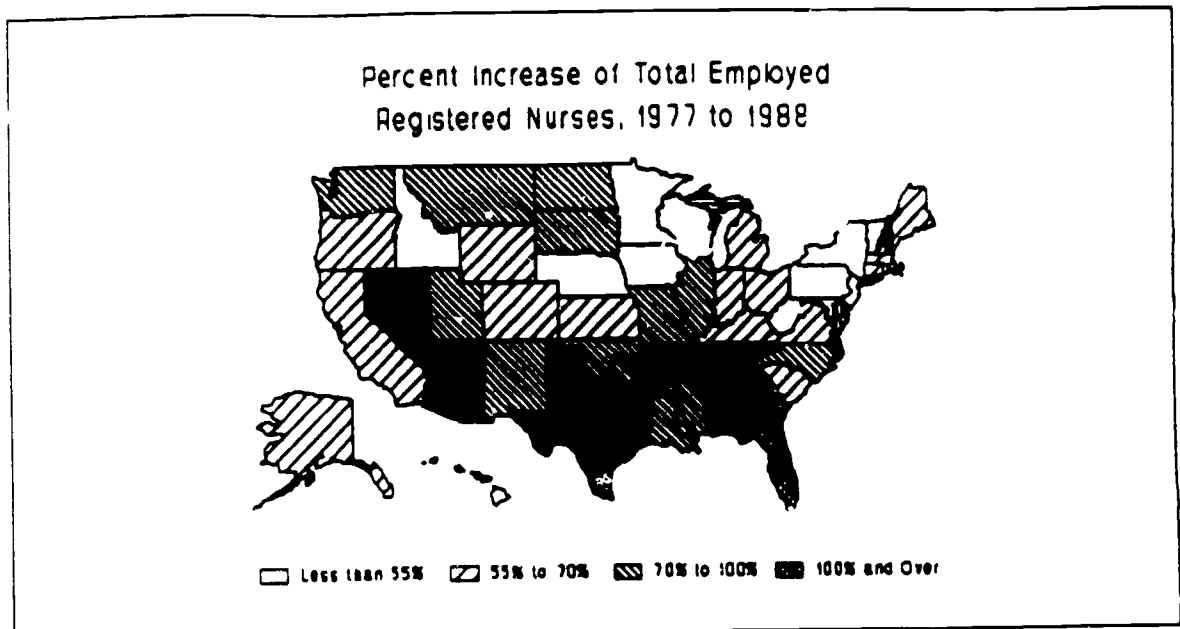 Percent Increase of Total Employed
Registered Nurses, 1977 to 1988
Less than 55% 55% to 70% 70% to 100% 100% and Over